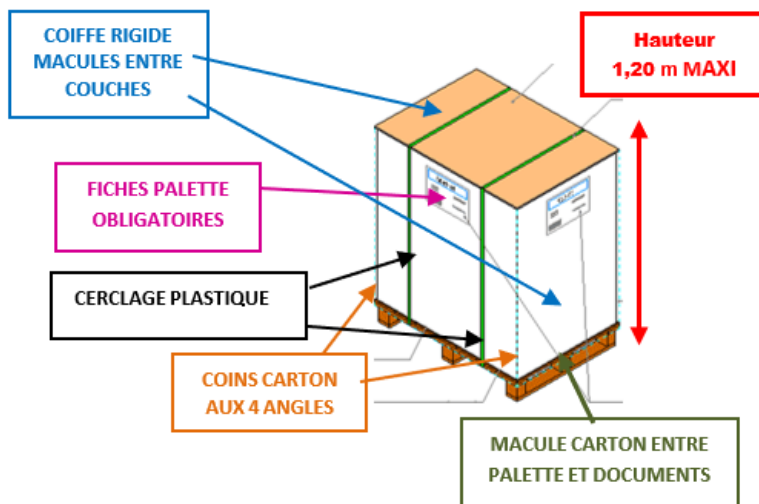 COIFFE RIGIDE
MACULES ENTRE
COUCHES
Hauteur
1,20 m MAXI
FICHES PALETTE
OBLIGATOIRES
CERCLAGE PLASTIQUE
COINS CARTON
AUX 4 ANGLES
MACULE CARTON ENTRE
PALETTE ET DOCUMENTS